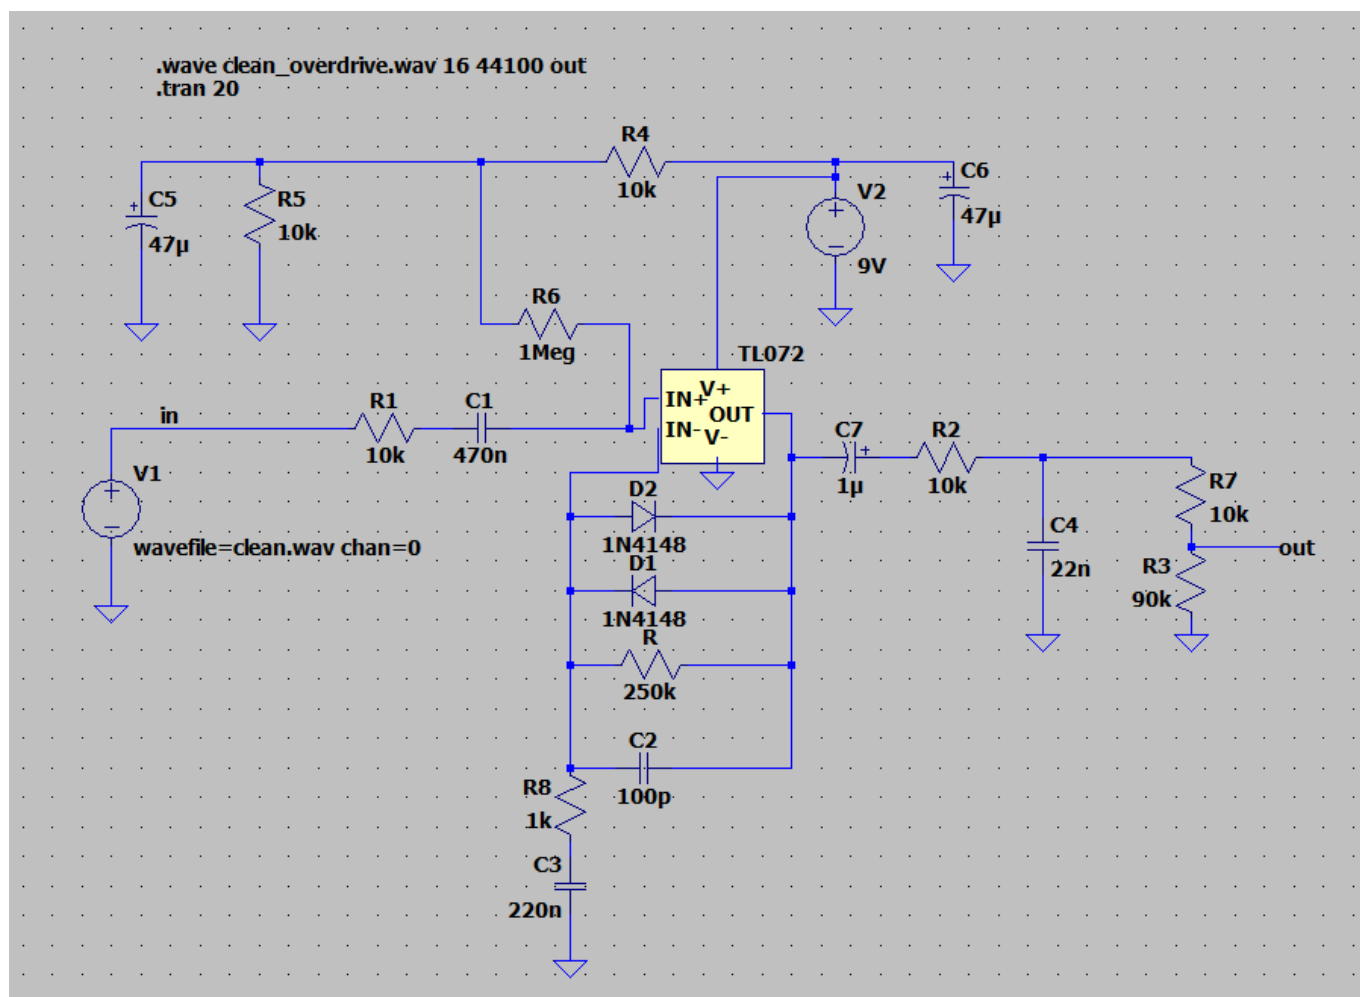 .wave clean_overdrive.wav 16 44100 out
.tran 20
R4
10k
C5
47µ
R5
10k
V2
9V
C6
47µ
R6
1Meg
TL072
IN+
V+
OUT
IN-
V-
in
R1
10k
C1
470n
V1
wavefile=clean.wav chan=0
C7
1µ
R2
10k
R7
10k
C4
22n
out
R3
90k
D2
1N4148
D1
1N4148
R
250k
C2
100p
R8
1k
C3
220n